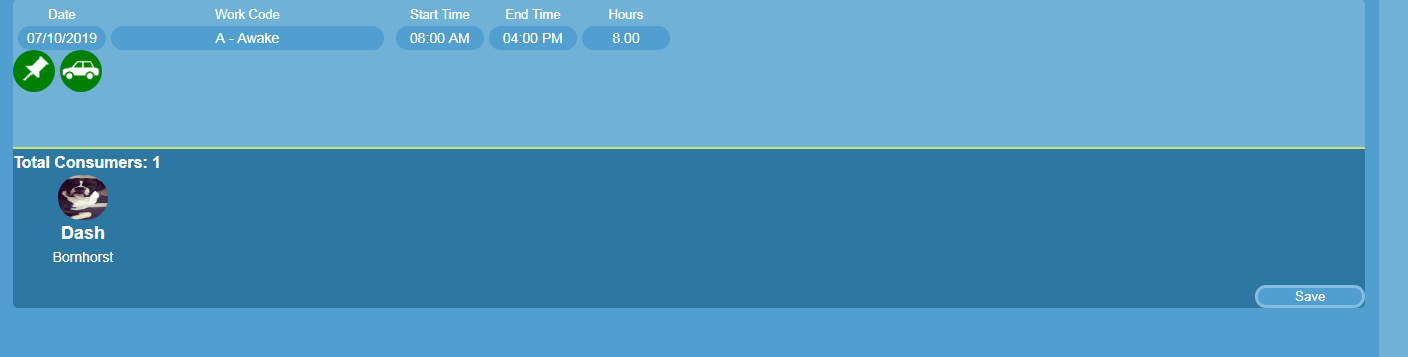 Date Work Code Start Time End Time Hours
07/10/2019 A - Awake 08:00 AM 04:00 PM 8.00
Total Consumers: 1
Dash
Bornhorst
Save